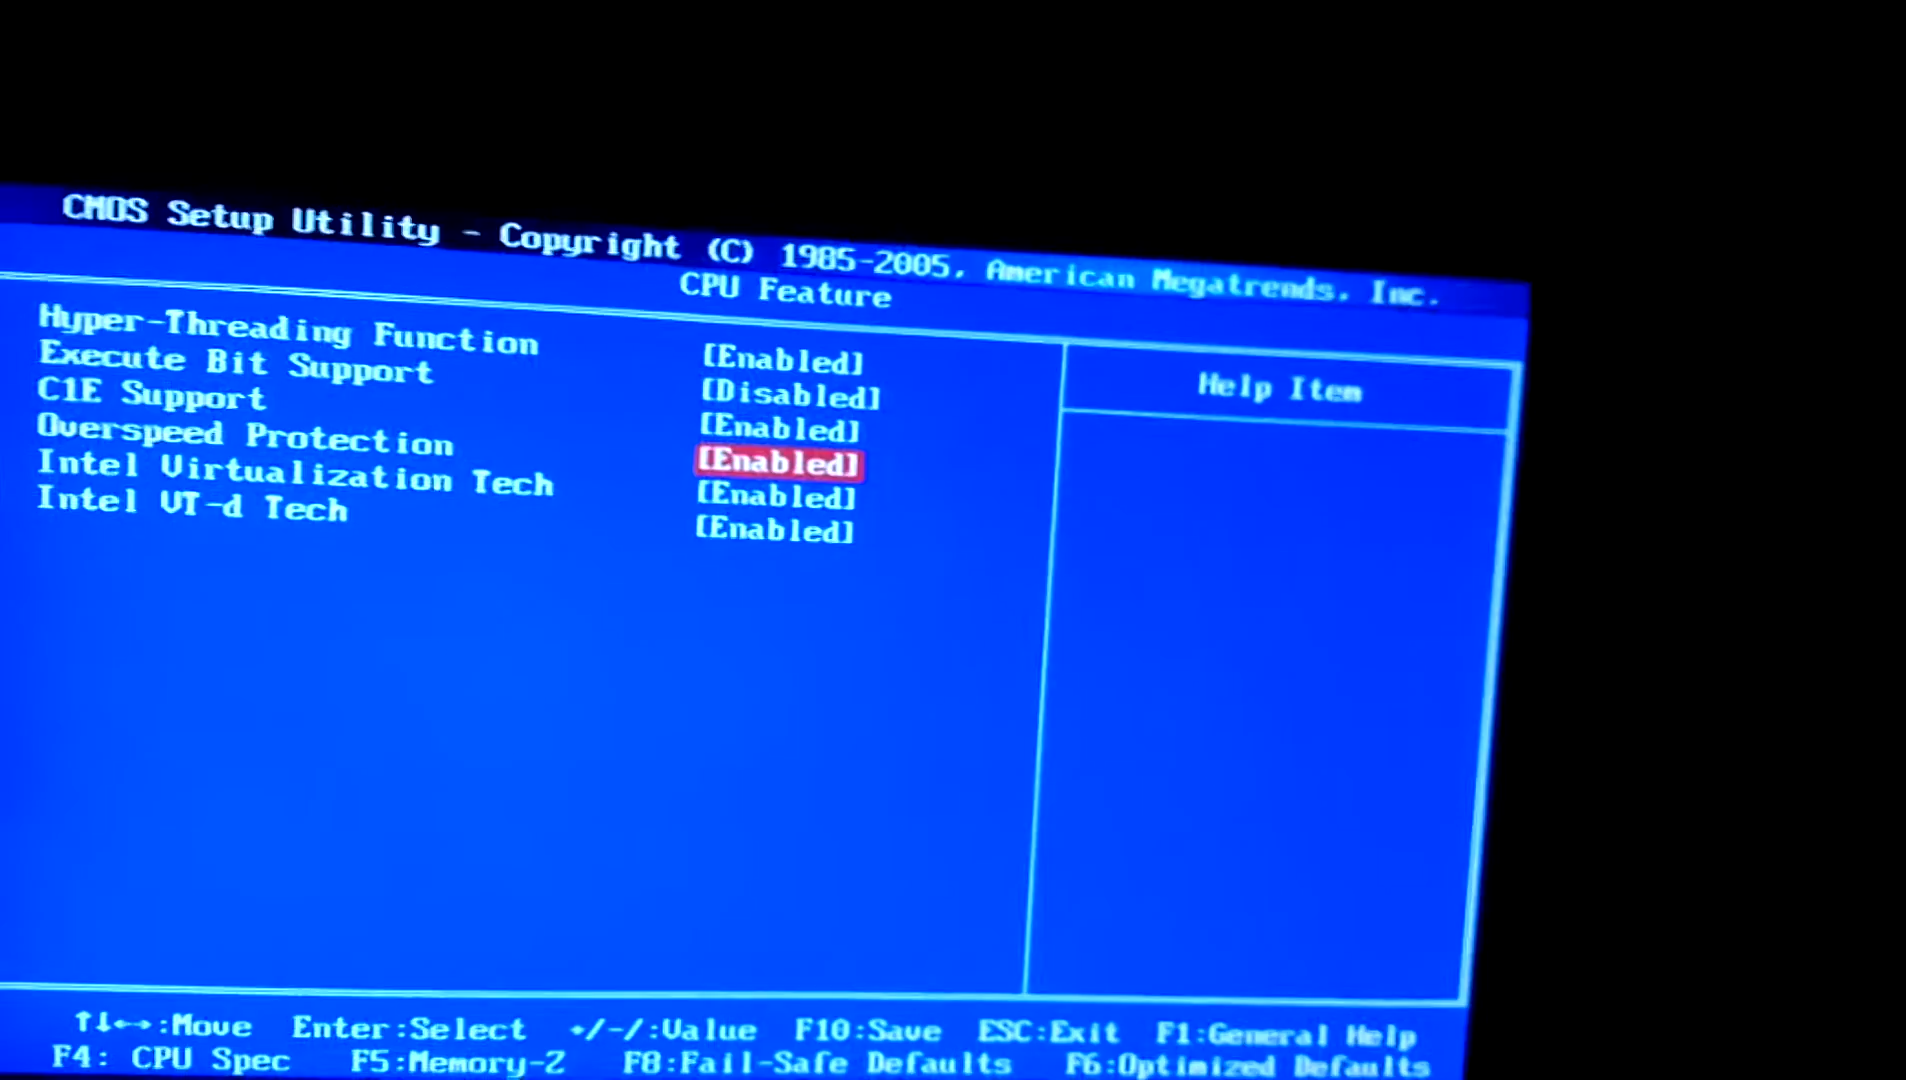 CMOS Setup Utility - Copyright (C) 1985-2005, American Megatrends, Inc.
CPU Feature
Hyper-Threading Function [Enabled]
Execute Bit Support [Disabled]
C1E Support [Enabled]
Overspeed Protection [Enabled]
Intel Virtualization Tech [Enabled]
Intel VT-d Tech [Enabled]
Help Item
↑↓←→:Move Enter:Select +/-/:Value F10:Save ESC:Exit F1:General Help
F4: CPU Spec F5:Memory-Z F8:Fail-Safe Defaults F6:Optimized Defaults